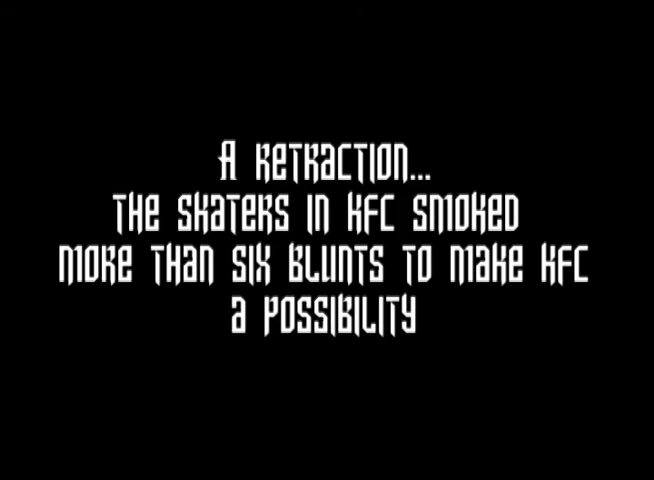 A retraction...
the skaters in KFC smoked
more than six blunts to make KFC
a possibility